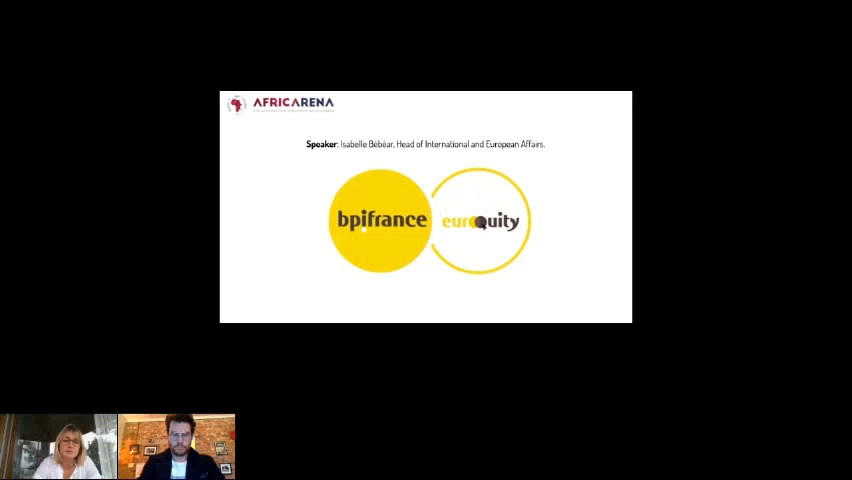 AFRICARENA
Speaker: Isabelle Bébéar, Head of International and European Affairs.
bpifrance
euroQuity